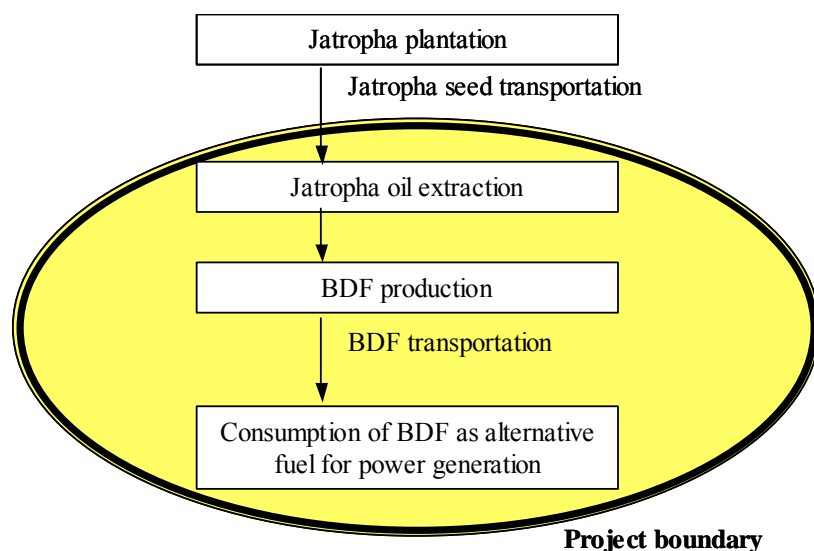 Jatropha plantation
Jatropha seed transportation
Jatropha oil extraction
BDF production
BDF transportation
Consumption of BDF as alternative
fuel for power generation
Project boundary